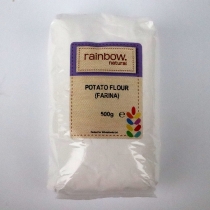 rainbow.
natural
POTATO FLOUR
(FARINA)
500g e